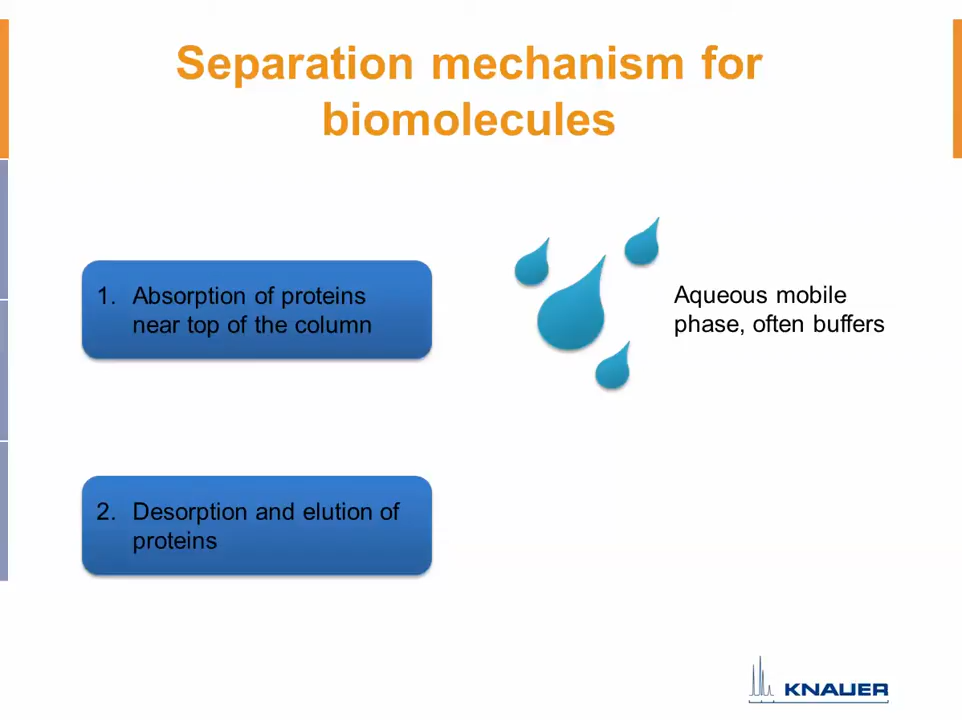 Separation mechanism for
biomolecules
1. Absorption of proteins
near top of the column
Aqueous mobile
phase, often buffers
2. Desorption and elution of
proteins
KNAUER